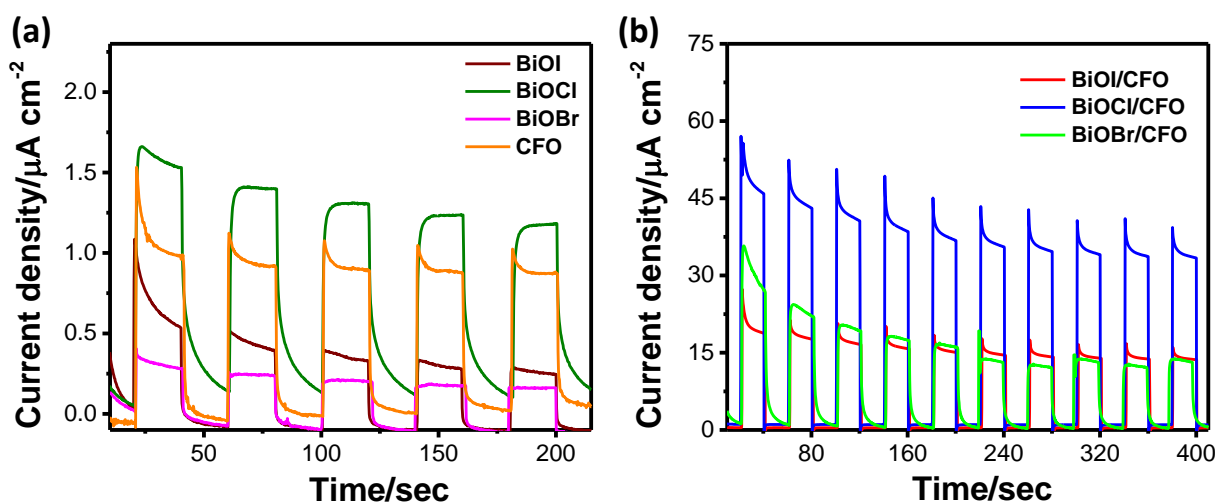 (a)
Current density/μA cm-2
2.0
1.5
1.0
0.5
0.0
BiOI
BiOCl
BiOBr
CFO
50
100
150
200
Time/sec
(b)
Current density/μA cm-2
75
60
45
30
15
0
BiOI/CFO
BiOCl/CFO
BiOBr/CFO
80
160
240
320
400
Time/sec